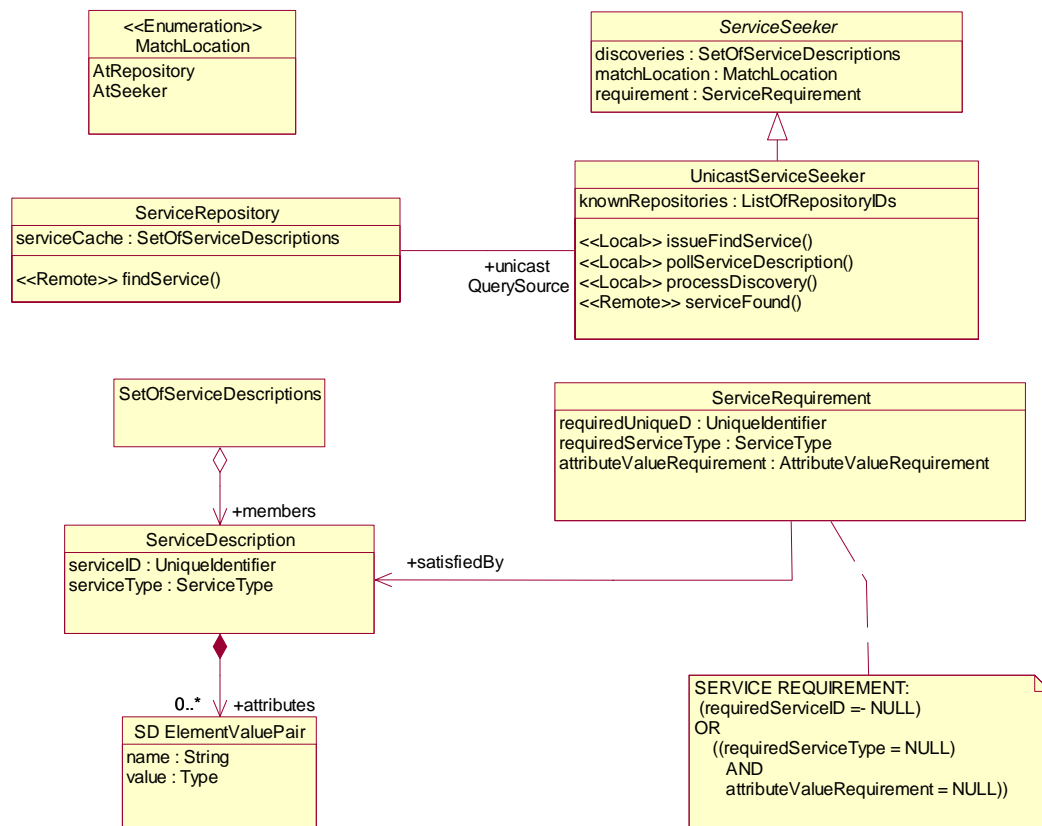 <<Enumeration>>
MatchLocation
AtRepository
AtSeeker
ServiceSeeker
discoveries : SetOfServiceDescriptions
matchLocation : MatchLocation
requirement : ServiceRequirement
ServiceRepository
serviceCache : SetOfServiceDescriptions
<<Remote>> findService()
+unicast
QuerySource
UnicastServiceSeeker
knownRepositories : ListOfRepositoryIDs
<<Local>> issueFindService()
<<Local>> pollServiceDescription()
<<Local>> processDiscovery()
<<Remote>> serviceFound()
SetOfServiceDescriptions
+members
ServiceDescription
serviceID : UniqueIdentifier
serviceType : ServiceType
+satisfiedBy
ServiceRequirement
requiredUniqueD : UniqueIdentifier
requiredServiceType : ServiceType
attributeValueRequirement : AttributeValueRequirement
0..*
+attributes
SD ElementValuePair
name : String
value : Type
SERVICE REQUIREMENT:
(requiredServiceID =- NULL)
OR
((requiredServiceType = NULL)
AND
attributeValueRequirement = NULL))